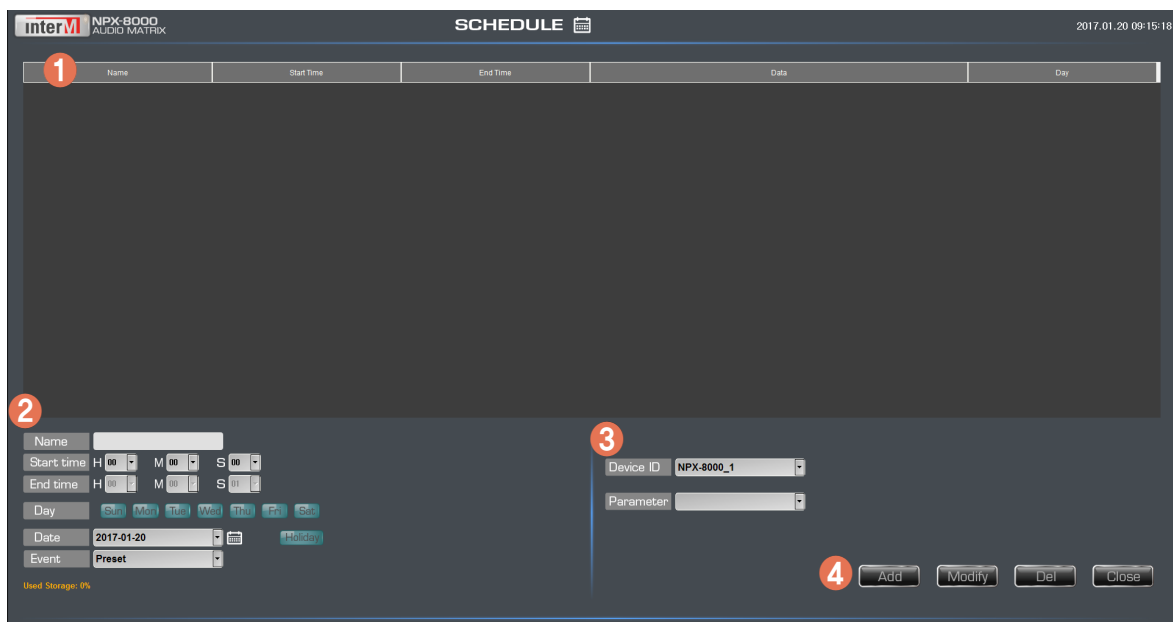 interM NPX-8000 SCHEDULE 2017.01.20 09:15:18
AUDIO MATRIX
1 Name Start Time End Time Data Day
2
Name
Start time H 00 M 00 S 00
End time H 00 M 00 S 01
Day Sun Mon Tue Wed Thu Fri Sat
Date 2017-01-20 Holiday
Event Preset
Used Storage: 0%
3
Device ID NPX-8000_1
Parameter
4 Add Modify Del Close